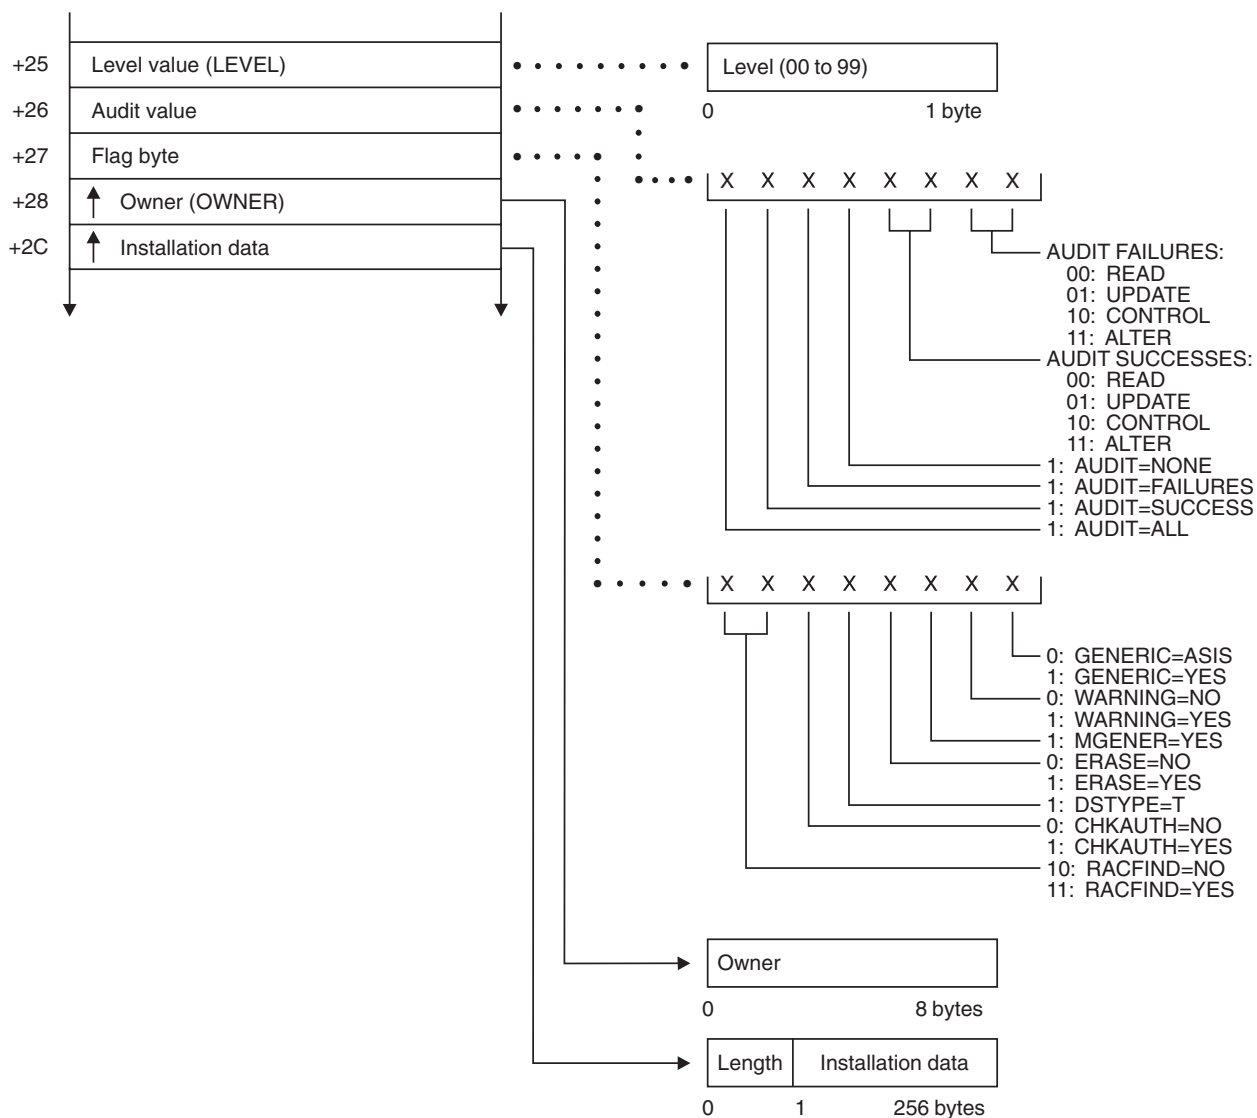 +25 Level value (LEVEL)
Level (00 to 99)
0 1 byte
+26 Audit value
+27 Flag byte
+28 Owner (OWNER)
+2C Installation data
X X X X X X X X
AUDIT FAILURES:
00: READ
01: UPDATE
10: CONTROL
11: ALTER
AUDIT SUCCESSES:
00: READ
01: UPDATE
10: CONTROL
11: ALTER
1: AUDIT=NONE
1: AUDIT=FAILURES
1: AUDIT=SUCCESS
1: AUDIT=ALL
X X X X X X X X
0: GENERIC=ASIS
1: GENERIC=YES
0: WARNING=NO
1: WARNING=YES
1: MGENER=YES
0: ERASE=NO
1: ERASE=YES
1: DSTYPE=T
0: CHKAUTH=NO
1: CHKAUTH=YES
10: RACFIND=NO
11: RACFIND=YES
Owner
0 8 bytes
Length Installation data
0 1 256 bytes